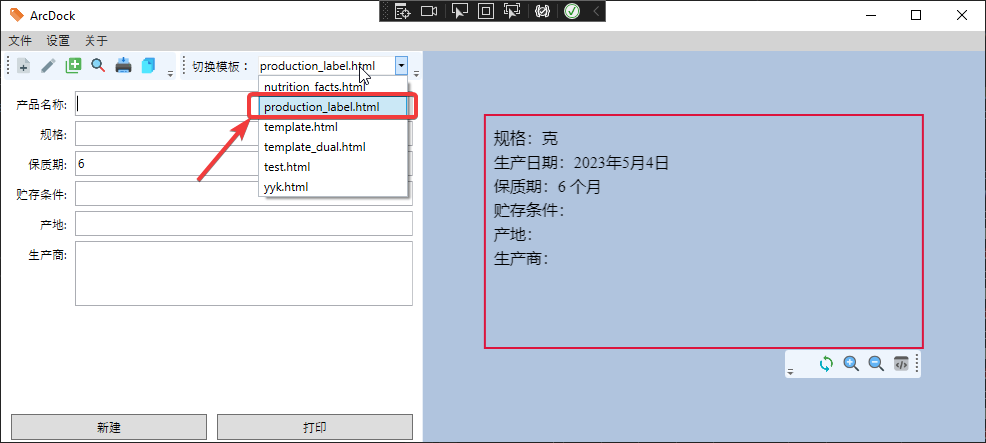 ArcDock
文件 设置 关于
切换模板： production_label.html
nutrition_facts.html
production_label.html
template.html
template_dual.html
test.html
yyk.html
产品名称:
规格:
保质期: 6
贮存条件:
产地:
生产商:
新建 打印
规格：克
生产日期：2023年5月4日
保质期：6 个月
贮存条件：
产地：
生产商：